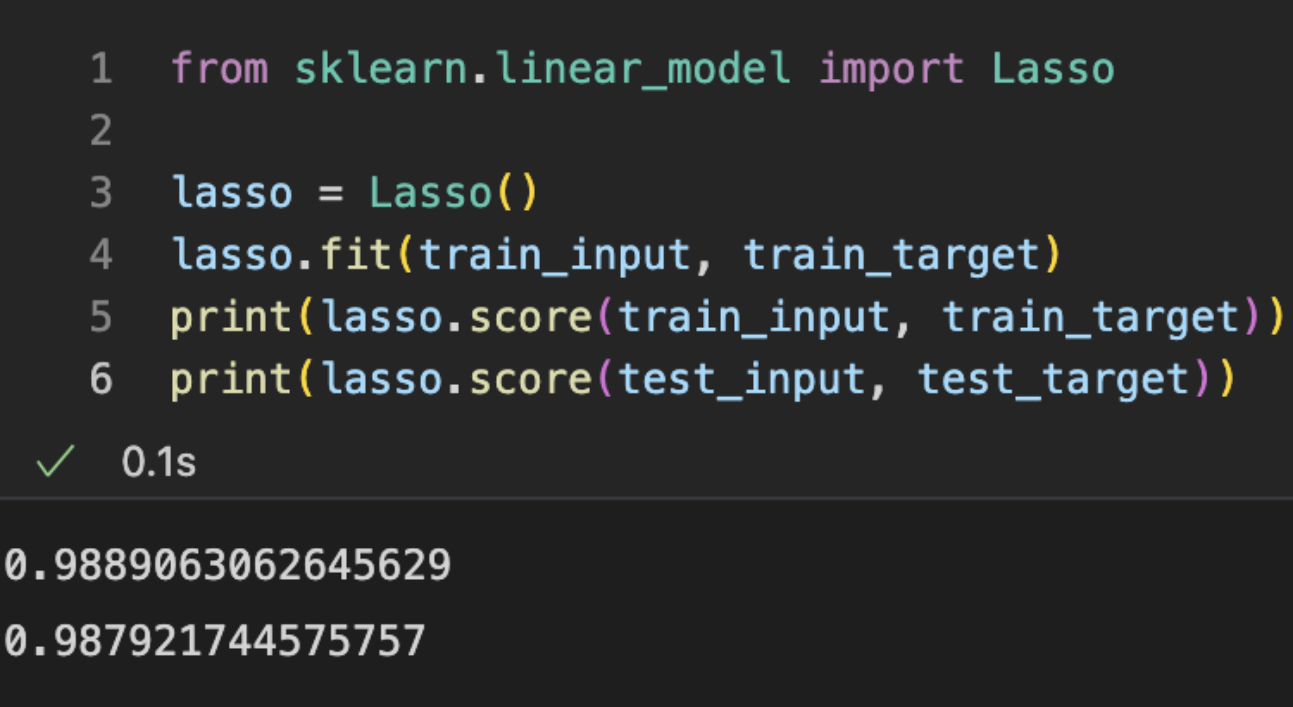 1 from sklearn.linear_model import Lasso
2
3 lasso = Lasso()
4 lasso.fit(train_input, train_target)
5 print(lasso.score(train_input, train_target))
6 print(lasso.score(test_input, test_target))
0.1s
0.9889063062645629
0.987921744575757